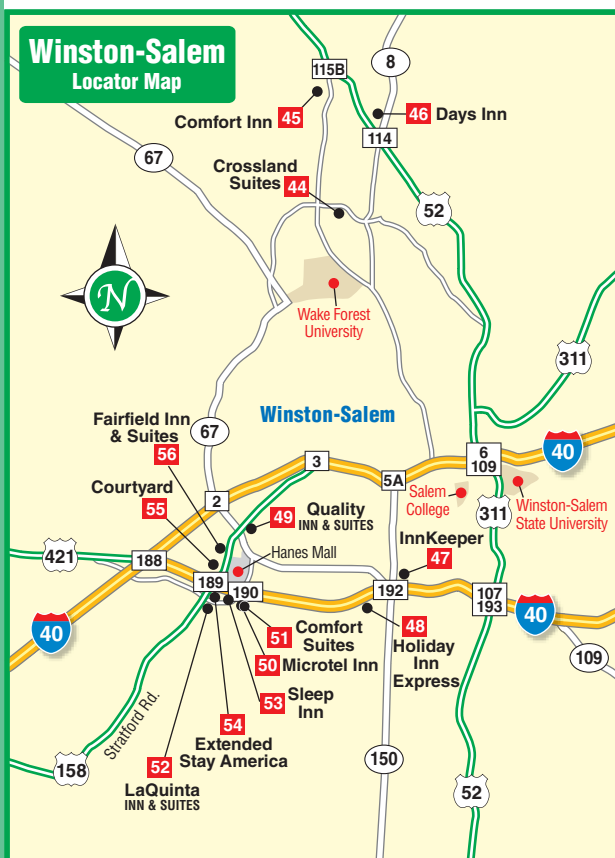 Winston-Salem
Locator Map
115B
8
Comfort Inn 45
46 Days Inn
114
67
Crossland
Suites 44
52
N
Wake Forest
University
311
Winston-Salem
Fairfield Inn
& Suites
67
56
3
6
109
40
Courtyard
5A
Salem
College
55
2
49 Quality
INN & SUITES
311
Winston-Salem
State University
421
188
Hanes Mall
InnKeeper
47
189
190
192
107
193
40
40
51 Comfort
Suites
48
Holiday
Inn
Express
50 Microtel Inn
109
53 Sleep
Inn
Stratford Rd.
54
Extended
Stay America
158
52
LaQuinta
INN & SUITES
150
52